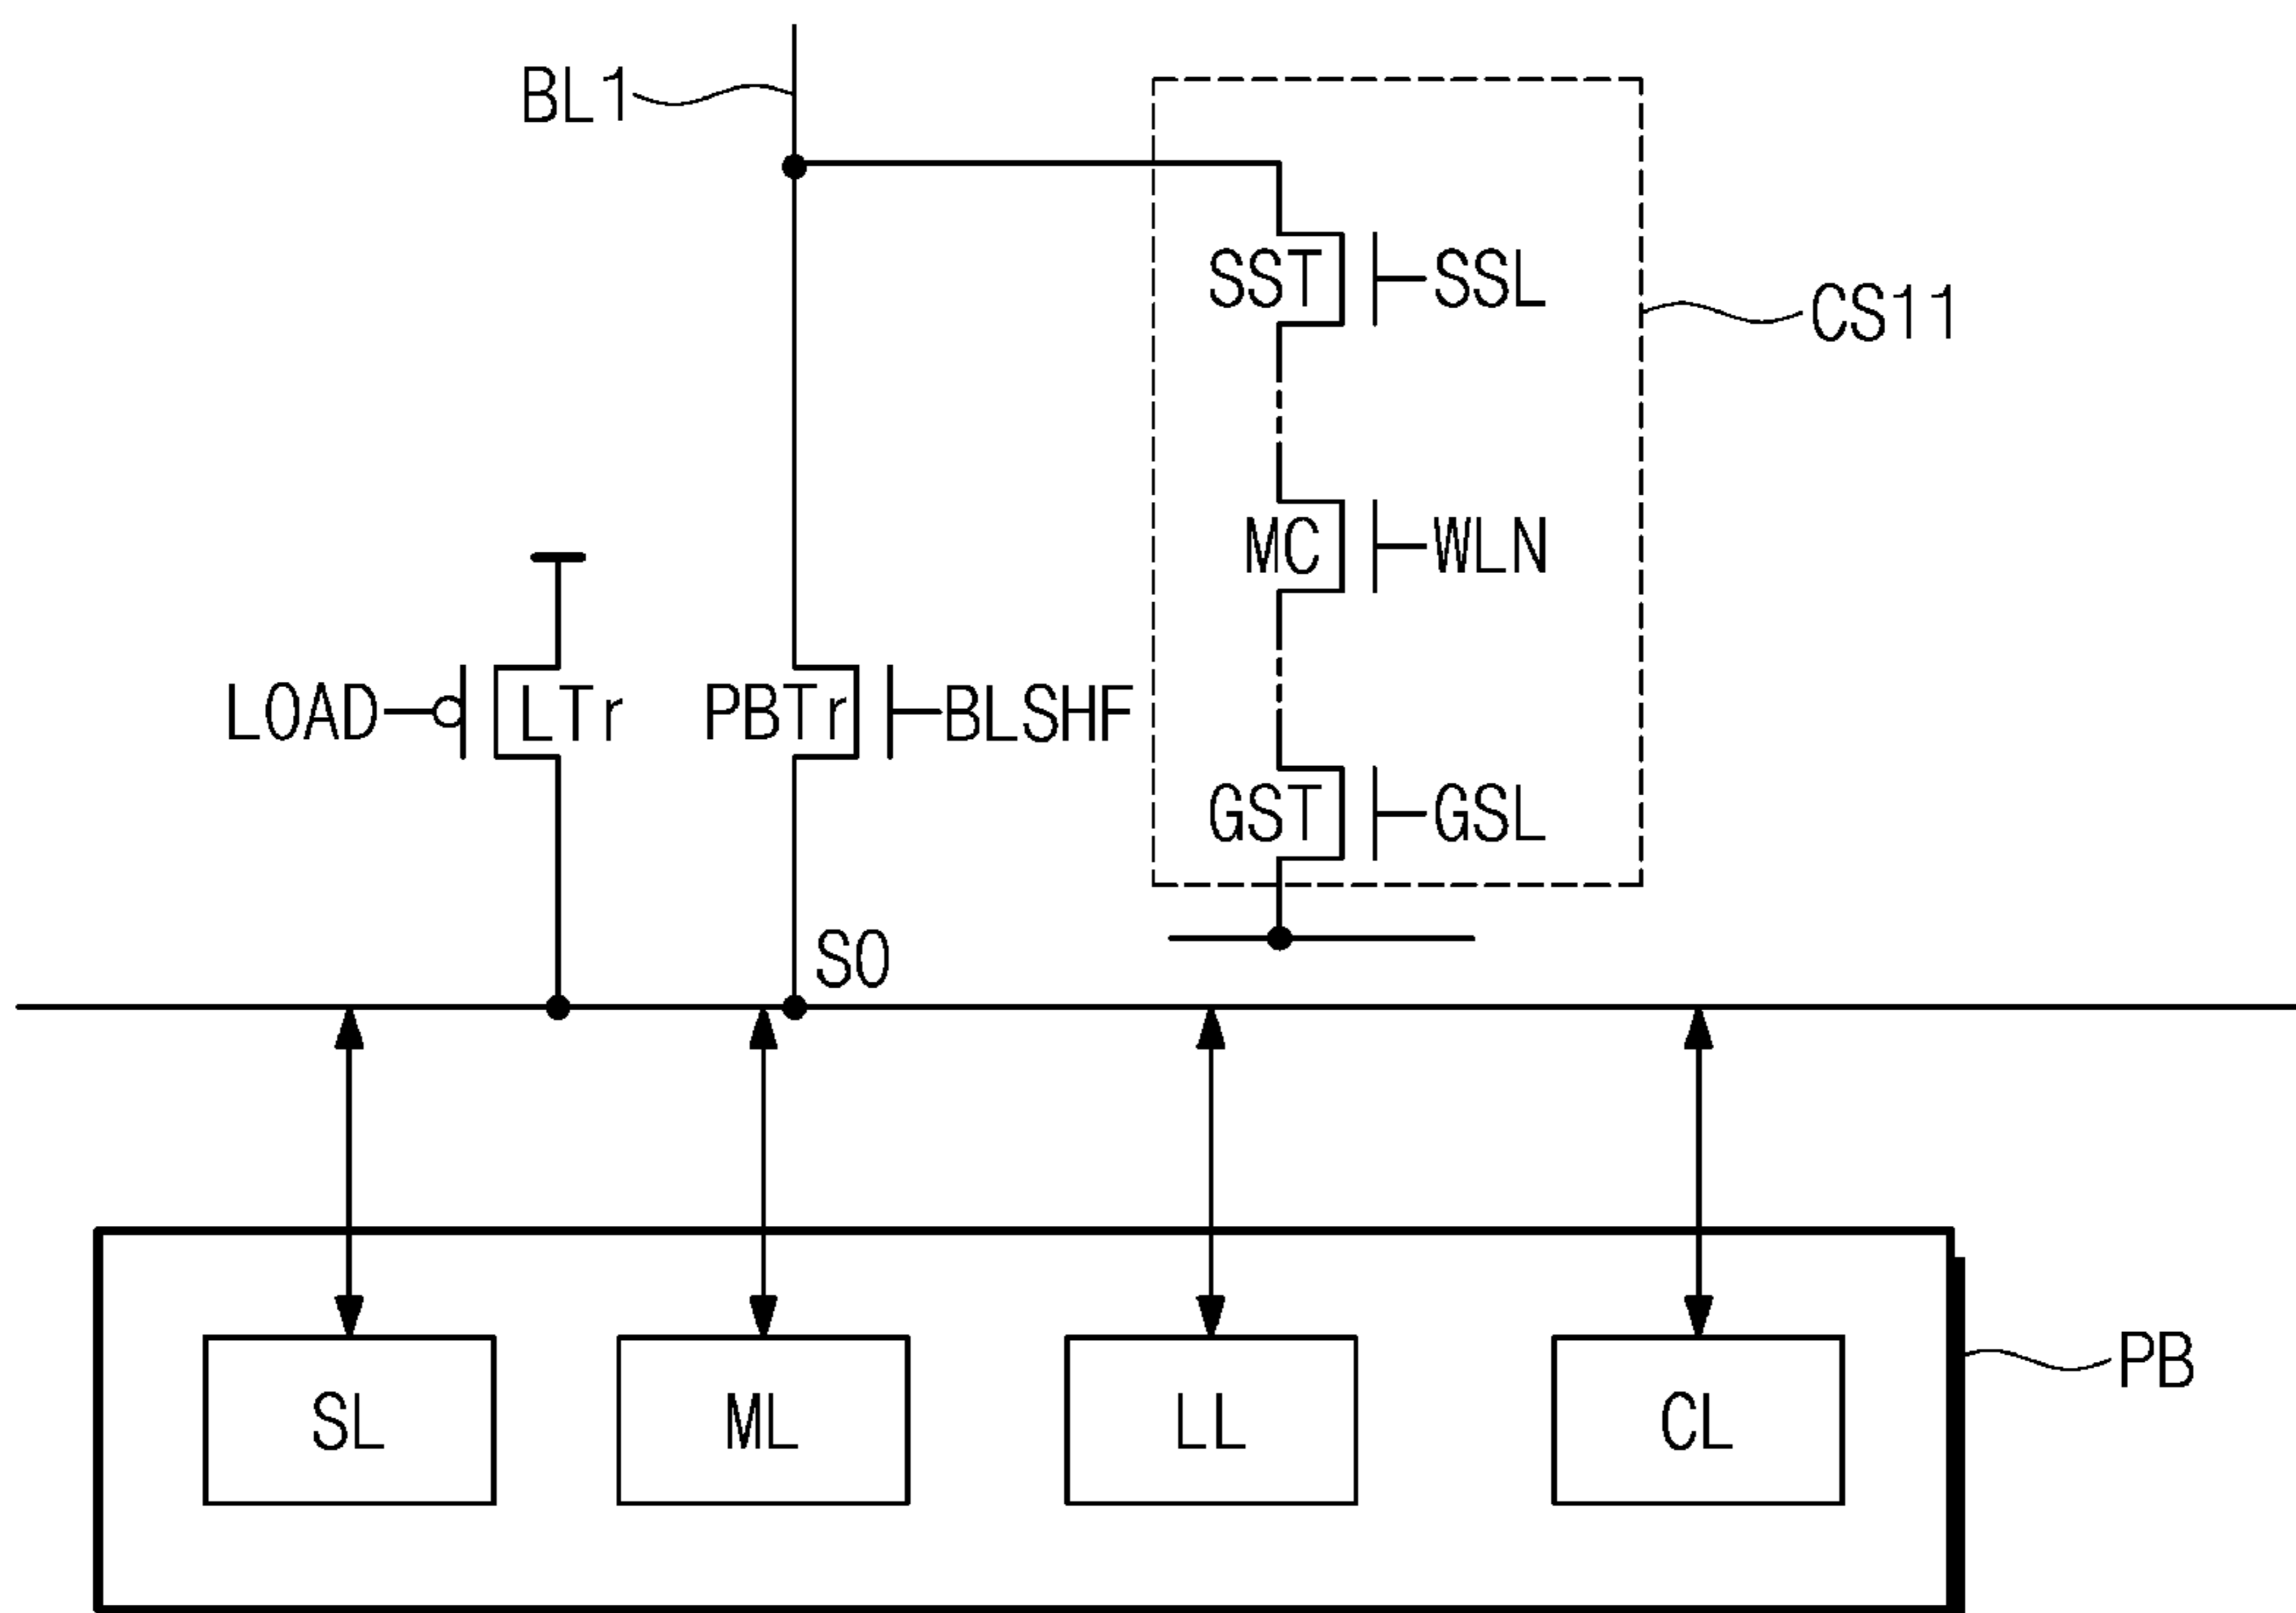 BL1
SST
SSL
CS11
MC
WLN
LOAD
LTr
PBTr
BLSHF
GST
GSL
SO
SL
ML
LL
CL
PB